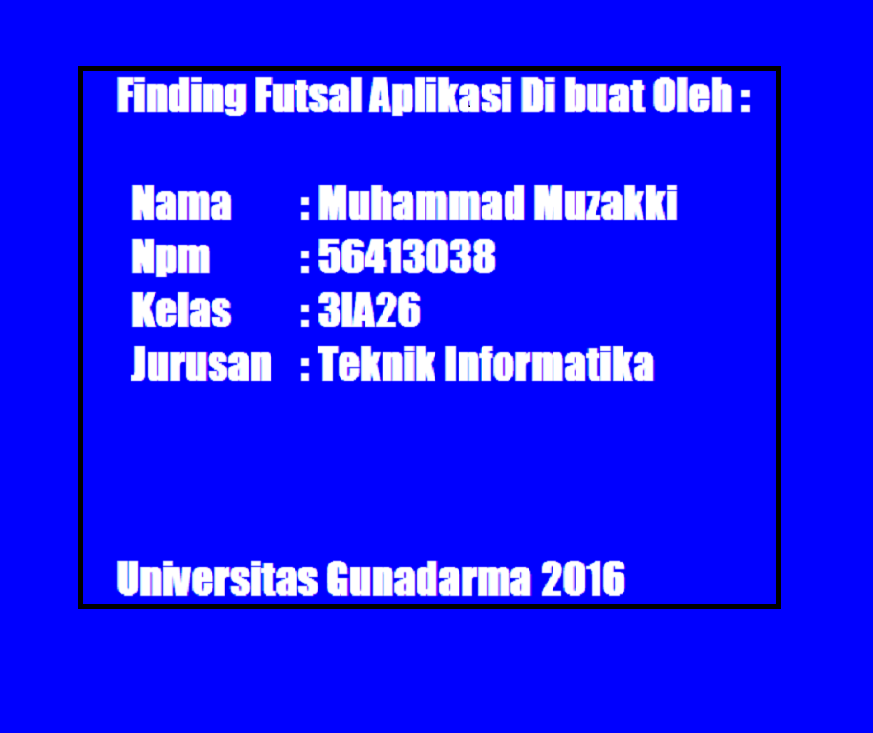 Finding Futsal Aplikasi Di buat Oleh :
Nama : Muhammad Muzakki
Npm : 56413038
Kelas : 3IA26
Jurusan : Teknik Informatika
Universitas Gunadarma 2016